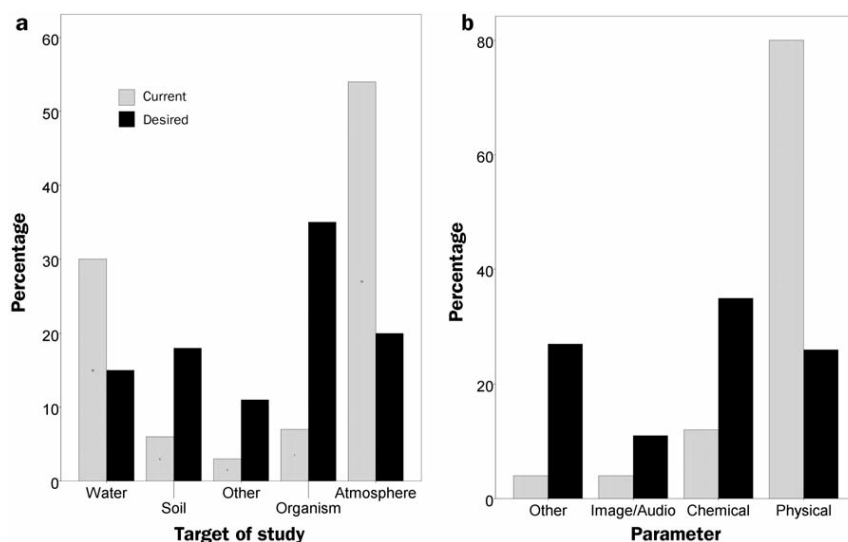 a
60
50
40
30
20
10
0
Percentage
Current
Desired
Water
Soil
Other
Organism
Atmosphere
Target of study
b
80
60
40
20
0
Percentage
Other
Image/Audio
Chemical
Physical
Parameter